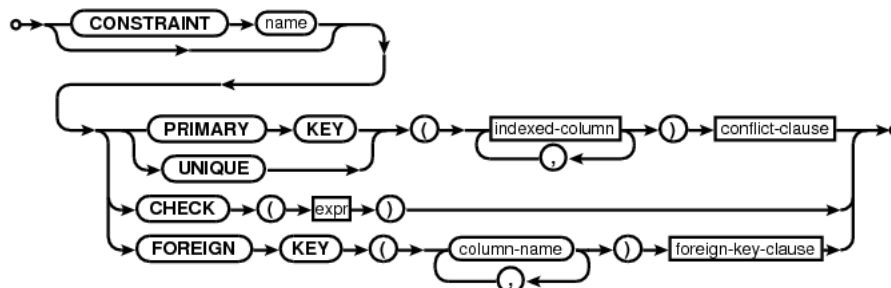 CONSTRAINT name
PRIMARY KEY ( indexed-column ) conflict-clause
,
UNIQUE
CHECK ( expr )
FOREIGN KEY ( column-name ) foreign-key-clause
,